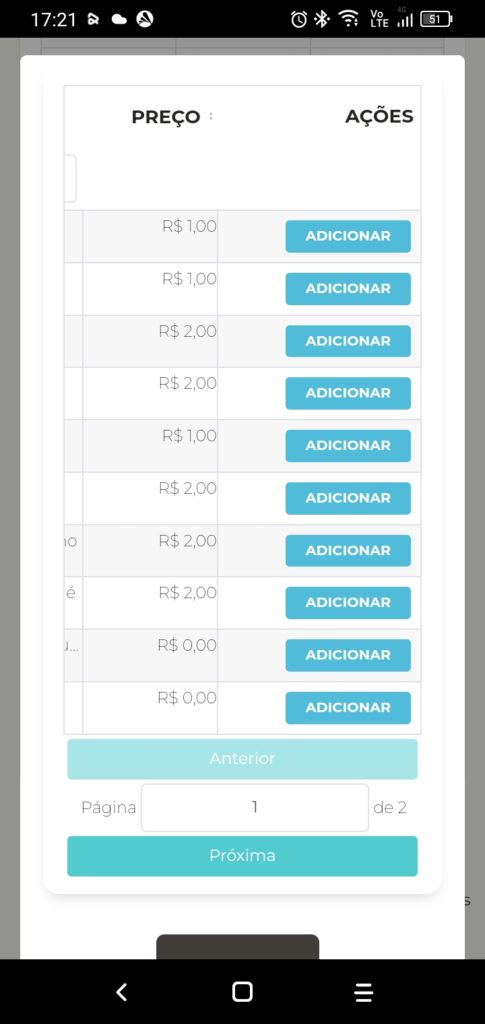 17:21 Vo LTE 4G 51
PREÇO : AÇÕES
R$ 1,00 ADICIONAR
R$ 1,00 ADICIONAR
R$ 2,00 ADICIONAR
R$ 2,00 ADICIONAR
R$ 1,00 ADICIONAR
R$ 2,00 ADICIONAR
no R$ 2,00 ADICIONAR
é R$ 2,00 ADICIONAR
R$ 0,00 ADICIONAR
R$ 0,00 ADICIONAR
Anterior
Página 1 de 2
Próxima
s